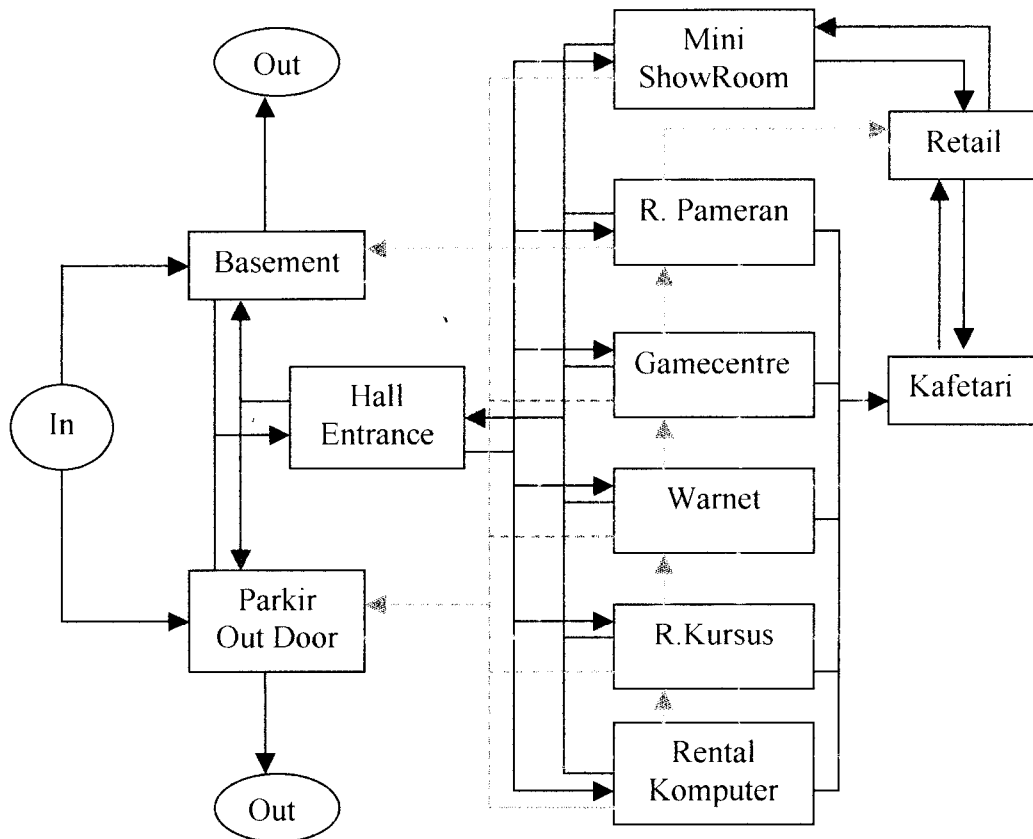 Out
Mini
ShowRoom
Retail
R. Pameran
Basement
Gamecentre
Kafetari
Hall
Entrance
In
Warnet
Parkir
Out Door
R.Kursus
Rental
Komputer
Out